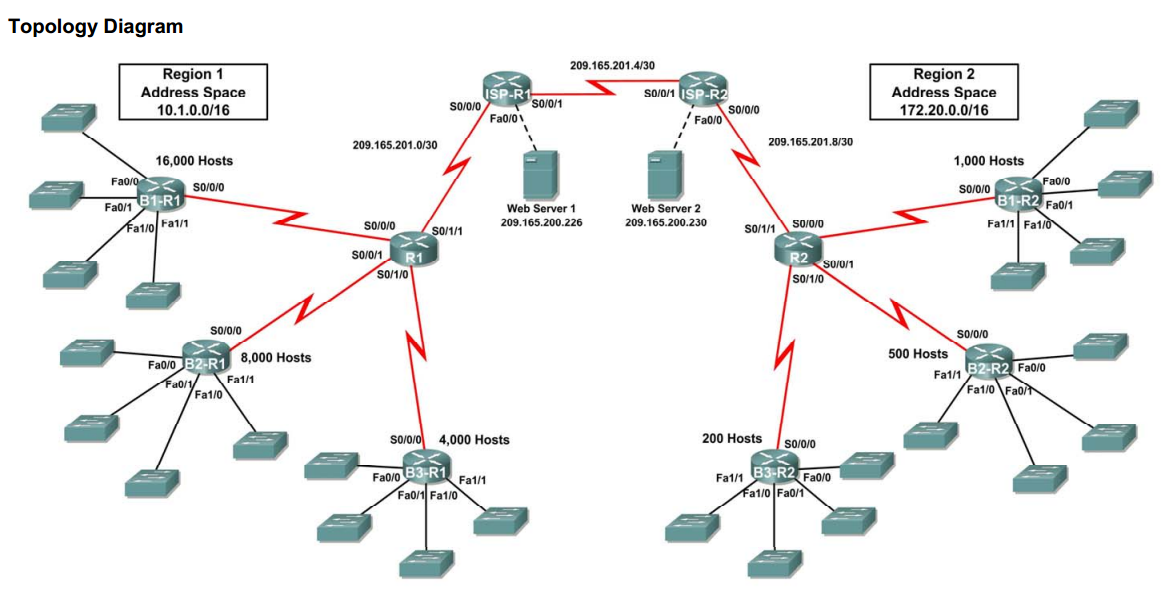 Topology Diagram
Region 1
Address Space
10.1.0.0/16
209.165.201.4/30
Region 2
Address Space
172.20.0.0/16
ISP-R1
S0/0/0
S0/0/1
Fa0/0
ISP-R2
S0/0/1
S0/0/0
Fa0/0
209.165.201.0/30
209.165.201.8/30
Web Server 1
209.165.200.226
Web Server 2
209.165.200.230
16,000 Hosts
Fa0/0
S0/0/0
B1-R1
Fa0/1
Fa1/0
Fa1/1
S0/0/0
S0/1/1
S0/0/1
R1
S0/1/0
S0/1/1
S0/0/0
R2
S0/0/1
S0/1/0
1,000 Hosts
S0/0/0
Fa0/0
B1-R2
Fa0/1
Fa1/1
Fa1/0
S0/0/0
8,000 Hosts
B2-R1
Fa0/0
Fa0/1
Fa1/0
Fa1/1
S0/0/0
500 Hosts
B2-R2
Fa0/0
Fa1/1
Fa1/0
Fa0/1
S0/0/0
4,000 Hosts
B3-R1
Fa0/0
Fa1/1
Fa0/1
Fa1/0
200 Hosts
S0/0/0
B3-R2
Fa1/1
Fa0/0
Fa1/0
Fa0/1